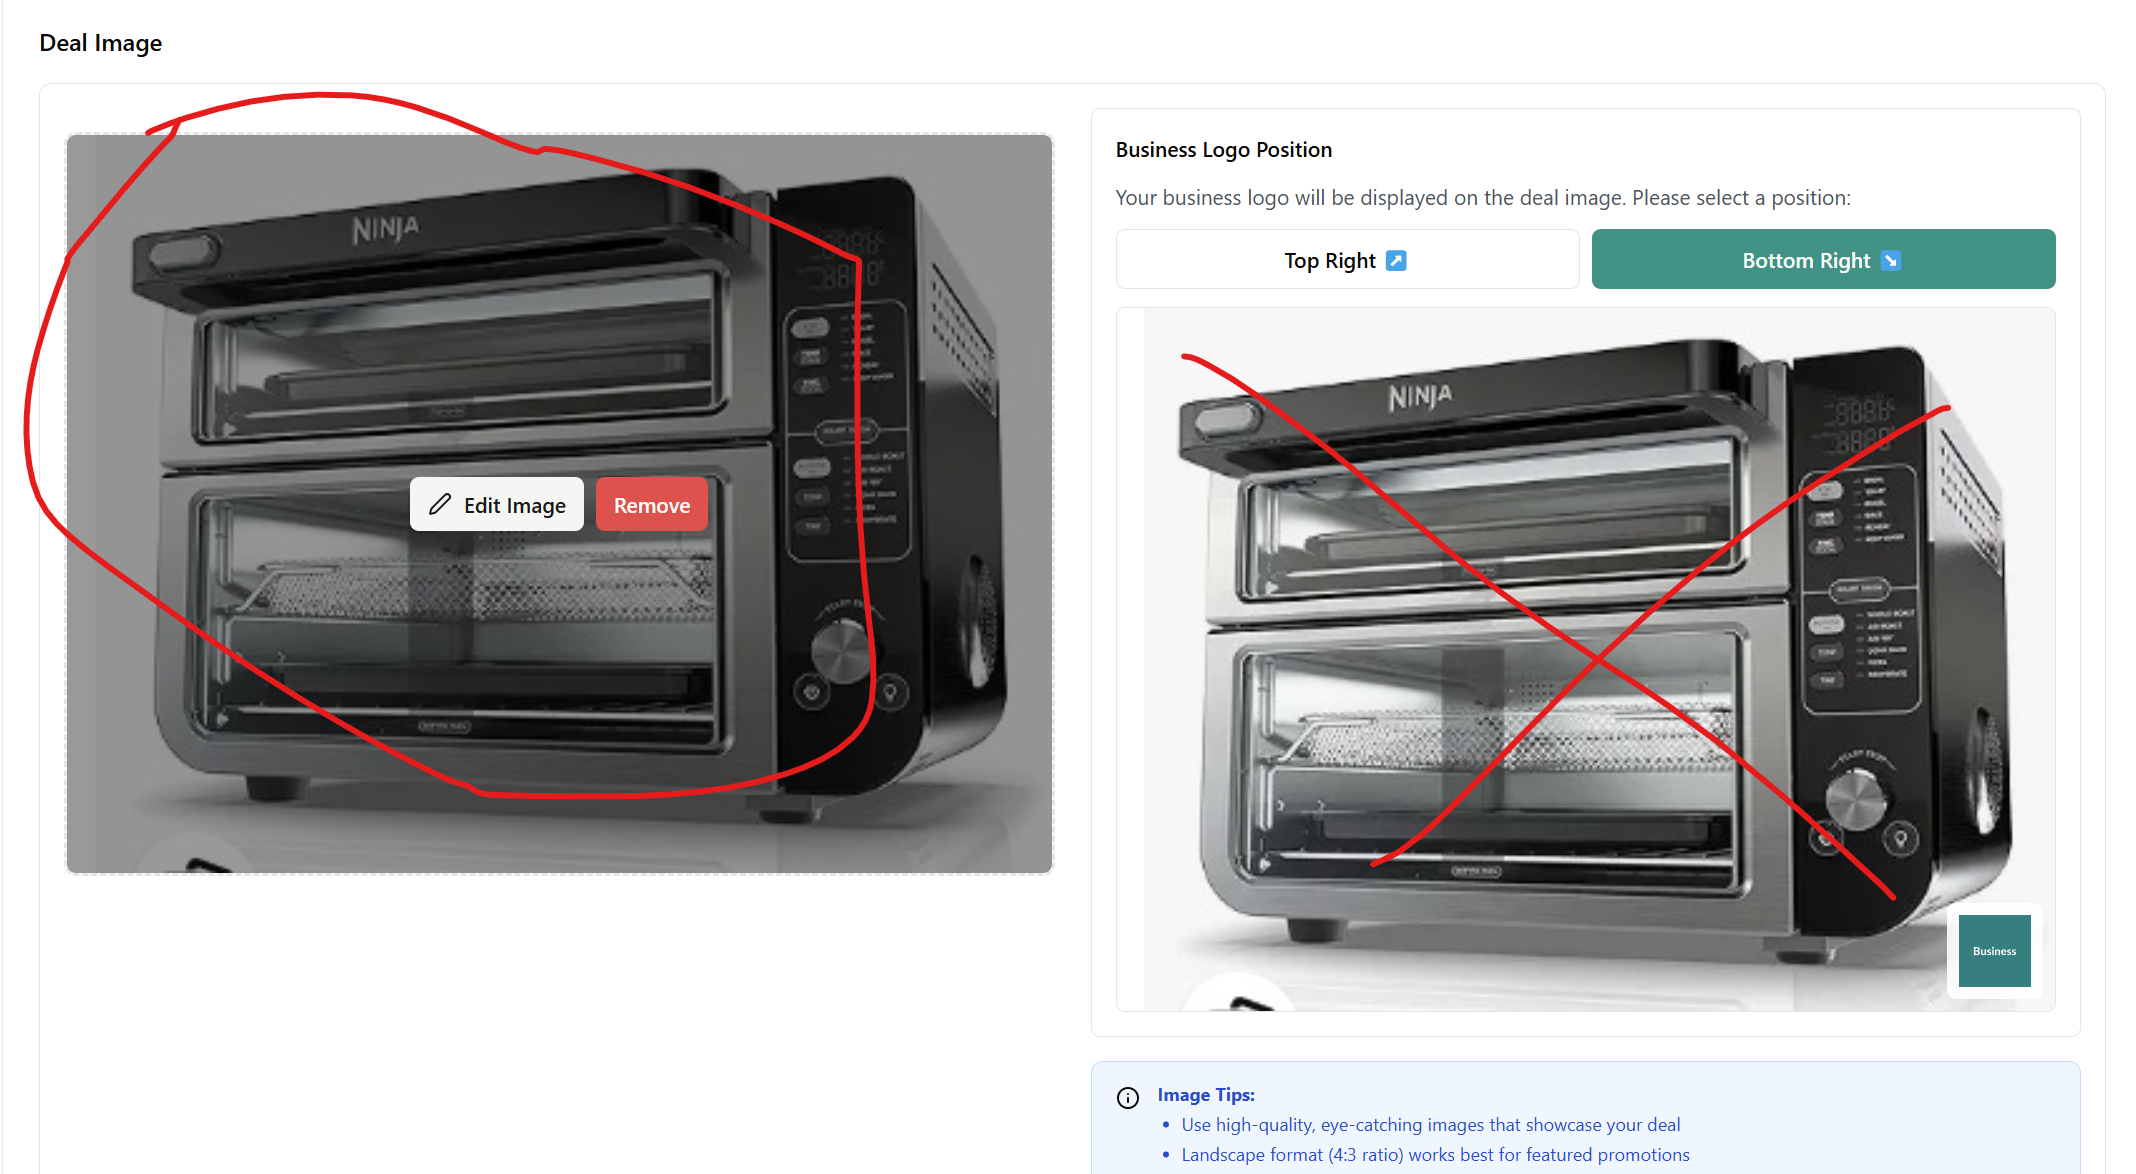 Deal Image
NINJA
Edit Image
Remove
Business Logo Position
Your business logo will be displayed on the deal image. Please select a position:
Top Right
Bottom Right
NINJA
Business
Image Tips:
• Use high-quality, eye-catching images that showcase your deal
• Landscape format (4:3 ratio) works best for featured promotions